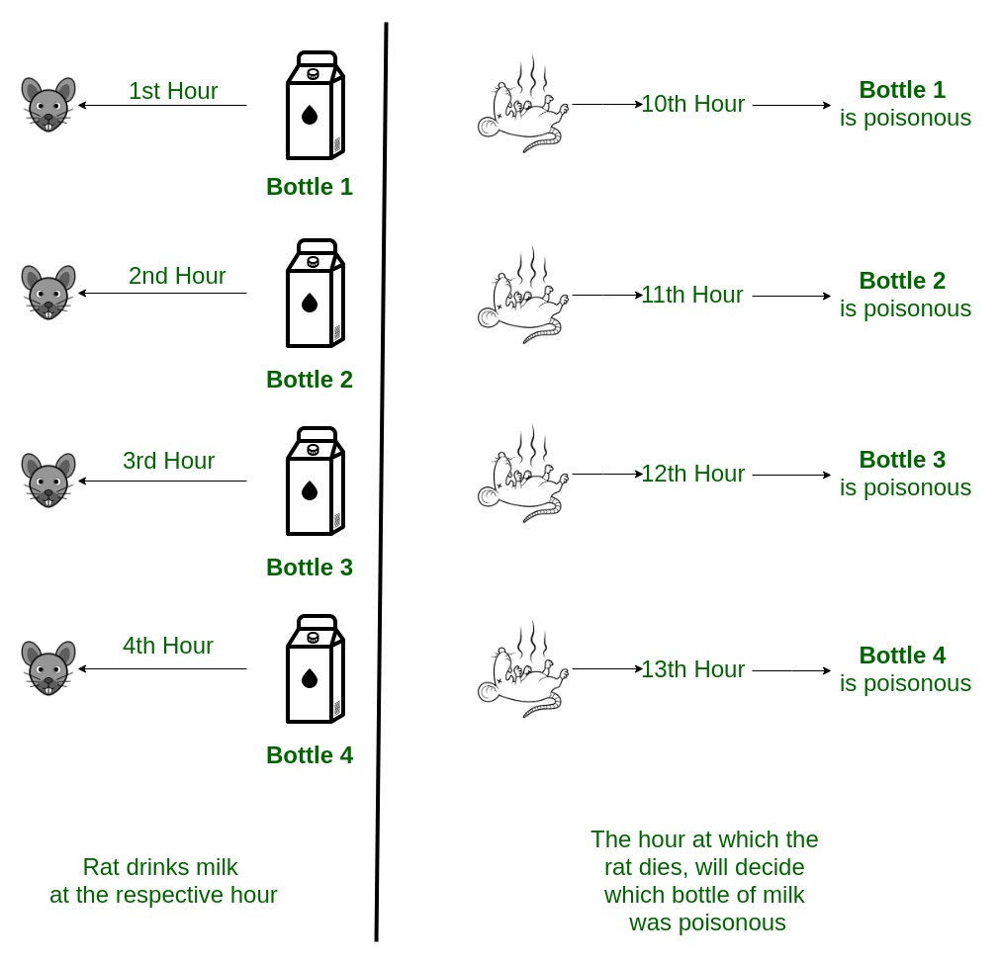 1st Hour
Bottle 1
2nd Hour
Bottle 2
3rd Hour
Bottle 3
4th Hour
Bottle 4
Rat drinks milk
at the respective hour
10th Hour
Bottle 1
is poisonous
11th Hour
Bottle 2
is poisonous
12th Hour
Bottle 3
is poisonous
13th Hour
Bottle 4
is poisonous
The hour at which the
rat dies, will decide
which bottle of milk
was poisonous